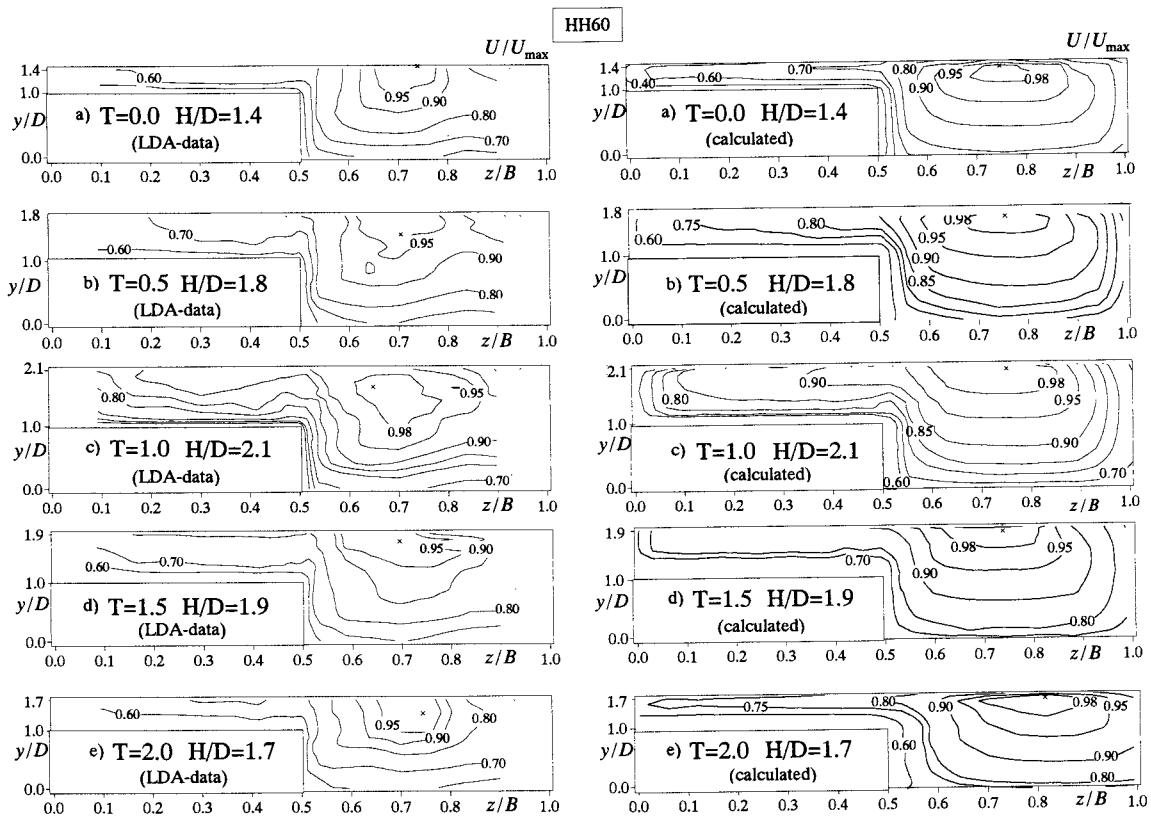 HH60
U/Umax
1.4
0.60
1.0
0.95
0.90
0.80
y/D
a) T=0.0 H/D=1.4
(LDA-data)
0.70
0.0
0.0 0.1 0.2 0.3 0.4 0.5 0.6 0.7 0.8 z/B 1.0
U/Umax
1.4
0.70 0.80 0.95
0.40 0.60 0.90 0.98
1.0
y/D
a) T=0.0 H/D=1.4
(calculated)
0.0
0.0 0.1 0.2 0.3 0.4 0.5 0.6 0.7 0.8 z/B 1.0
1.8
0.70
0.60
0.95
0.90
1.0
y/D
b) T=0.5 H/D=1.8
(LDA-data)
0.80
0.0
0.0 0.1 0.2 0.3 0.4 0.5 0.6 0.7 0.8 z/B 1.0
1.8
0.75 0.80 0.98
0.60 0.95
1.0
0.90
0.85
y/D
b) T=0.5 H/D=1.8
(calculated)
0.0
0.0 0.1 0.2 0.3 0.4 0.5 0.6 0.7 0.8 z/B 1.0
2.1
0.80
0.95
0.98
1.0
0.90
y/D
c) T=1.0 H/D=2.1
(LDA-data)
0.70
0.0
0.0 0.1 0.2 0.3 0.4 0.5 0.6 0.7 0.8 z/B 1.0
2.1
0.80 0.90 0.98
0.95
1.0
0.85
0.90
y/D
c) T=1.0 H/D=2.1
(calculated)
0.70
0.60
0.0
0.0 0.1 0.2 0.3 0.4 0.5 0.6 0.7 0.8 z/B 1.0
1.9
0.60 0.70
0.95 0.90
1.0
y/D
d) T=1.5 H/D=1.9
(LDA-data)
0.80
0.0
0.0 0.1 0.2 0.3 0.4 0.5 0.6 0.7 0.8 z/B 1.0
1.9
0.70 0.98 0.95
0.90
1.0
y/D
d) T=1.5 H/D=1.9
(calculated)
0.80
0.0
0.0 0.1 0.2 0.3 0.4 0.5 0.6 0.7 0.8 z/B 1.0
1.7
0.60
0.80
0.95
0.90
1.0
y/D
e) T=2.0 H/D=1.7
(LDA-data)
0.70
0.0
0.0 0.1 0.2 0.3 0.4 0.5 0.6 0.7 0.8 z/B 1.0
1.7
0.75 0.80 0.90 0.98 0.95
1.0
y/D
e) T=2.0 H/D=1.7
(calculated)
0.60
0.90
0.80
0.0
0.0 0.1 0.2 0.3 0.4 0.5 0.6 0.7 0.8 z/B 1.0